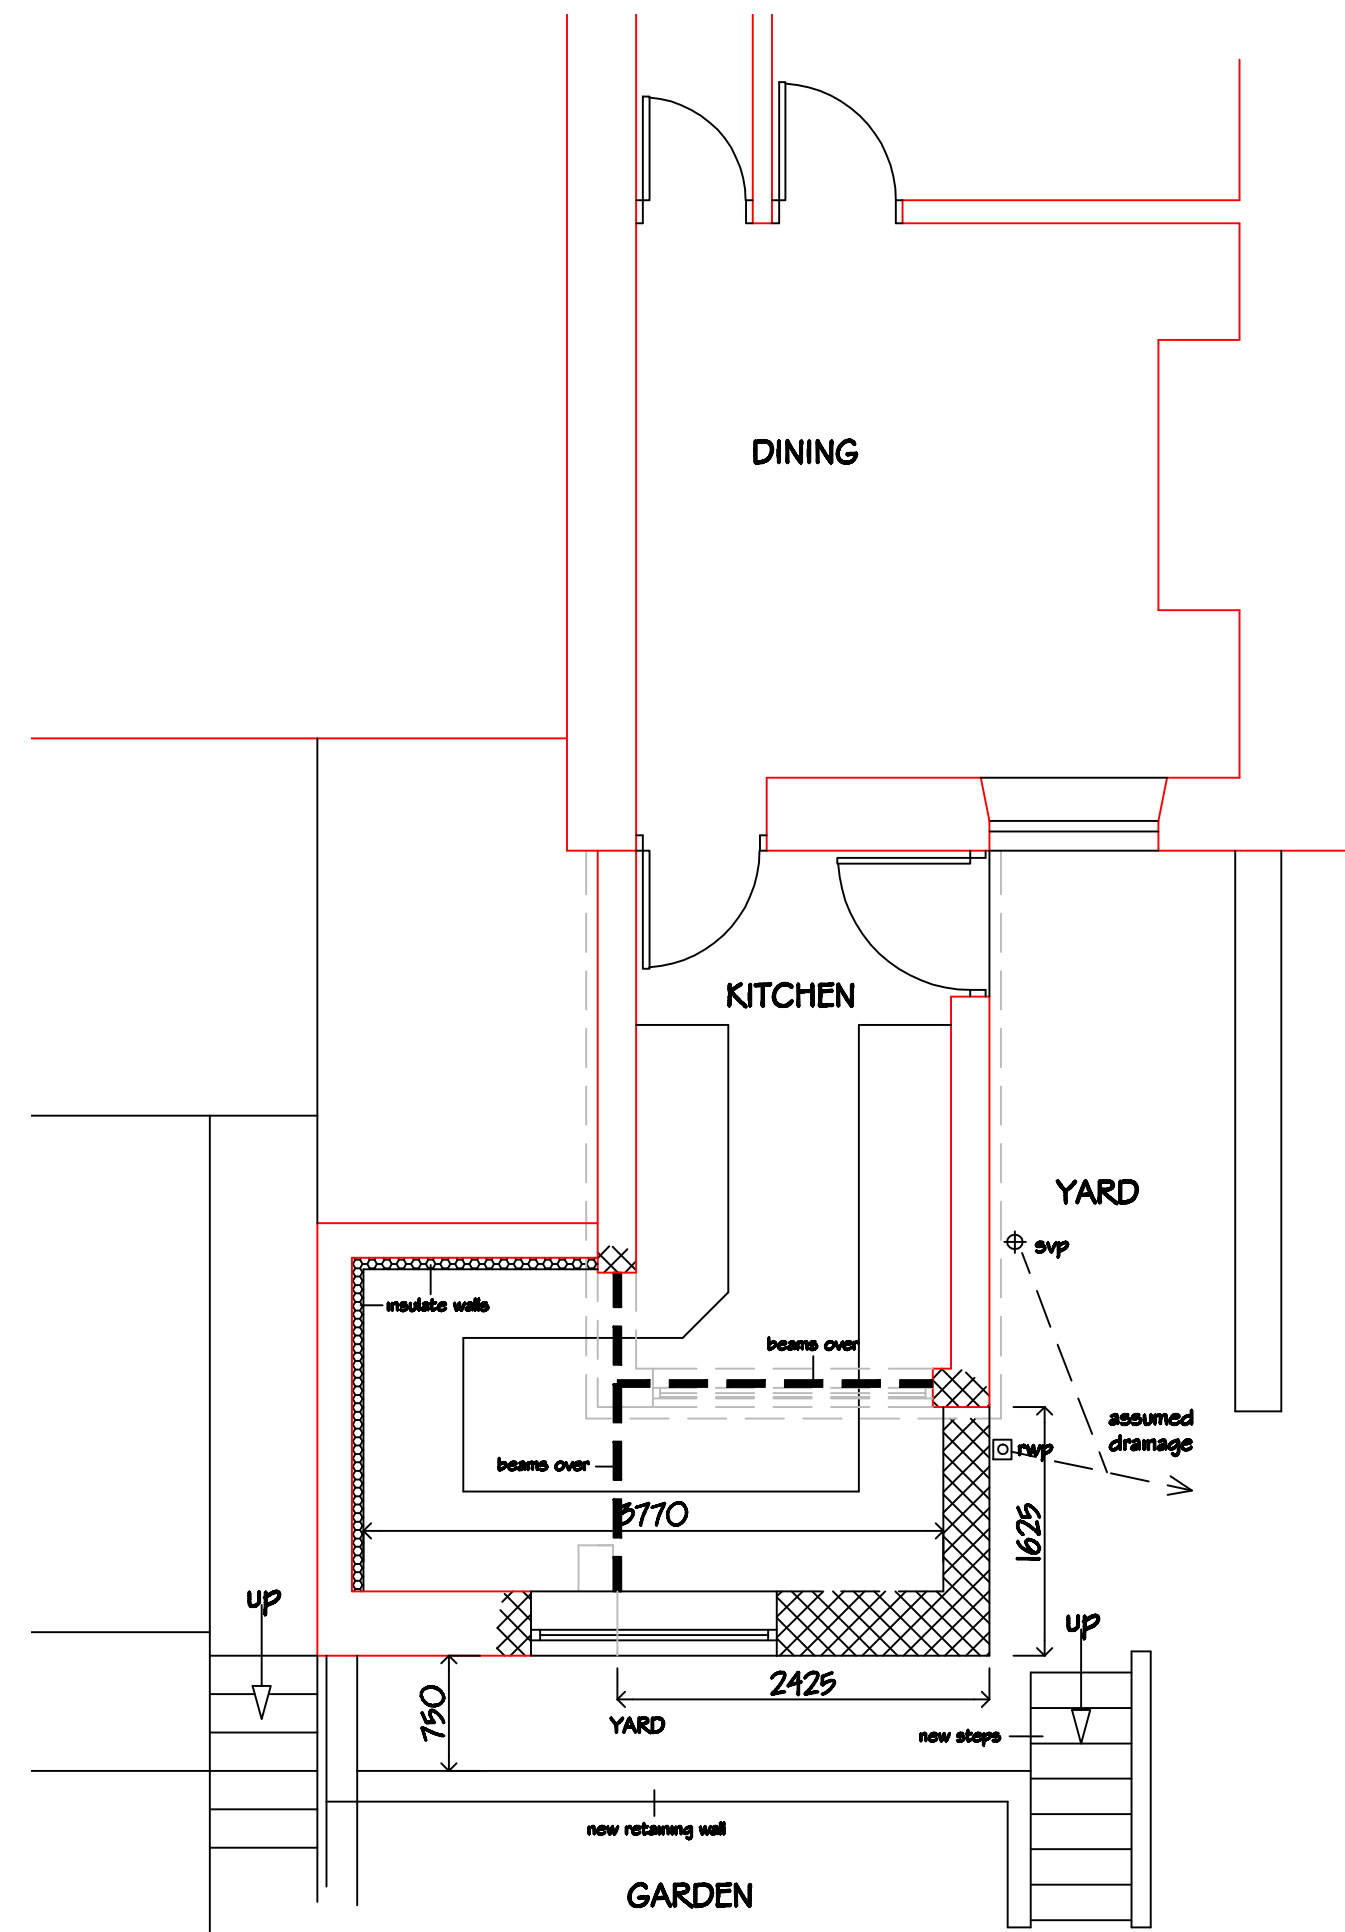 DINING
KITCHEN
YARD
svp
insulate walls
beams over
assumed
drainage
rwp
beams over
3770
1625
up
up
2425
750
YARD
new steps
new retaining wall
GARDEN